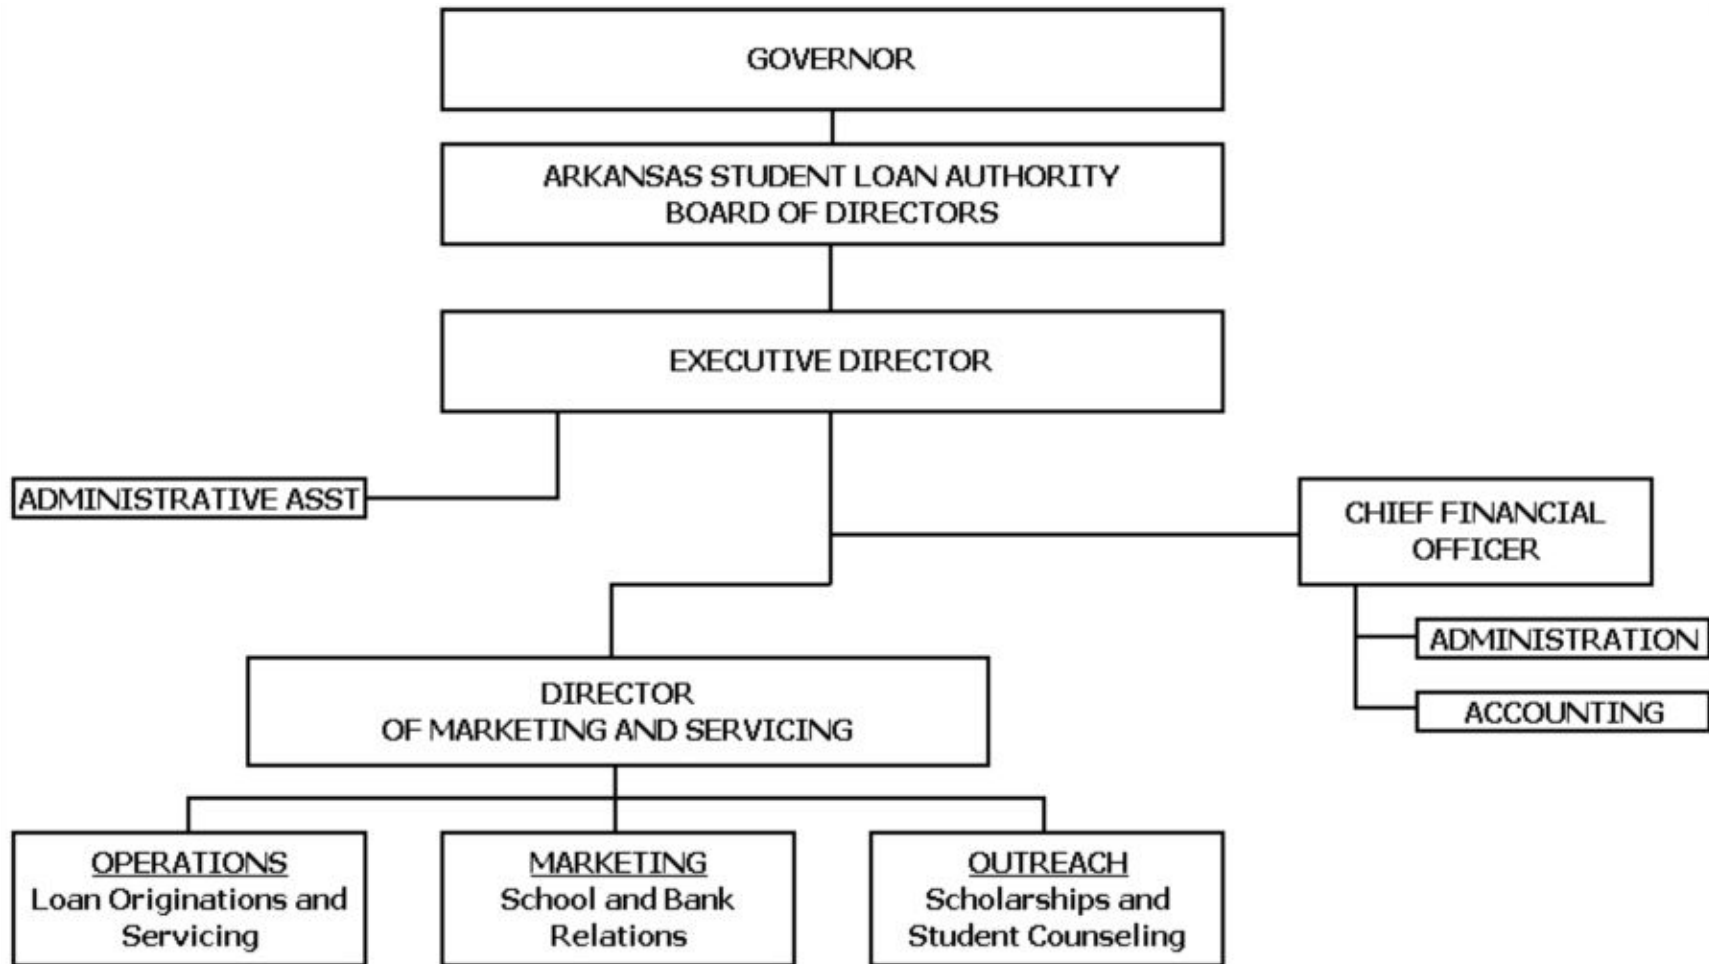 GOVERNOR
ARKANSAS STUDENT LOAN AUTHORITY
BOARD OF DIRECTORS
EXECUTIVE DIRECTOR
ADMINISTRATIVE ASST
CHIEF FINANCIAL
OFFICER
ADMINISTRATION
ACCOUNTING
DIRECTOR
OF MARKETING AND SERVICING
OPERATIONS
Loan Originations and
Servicing
MARKETING
School and Bank
Relations
OUTREACH
Scholarships and
Student Counseling